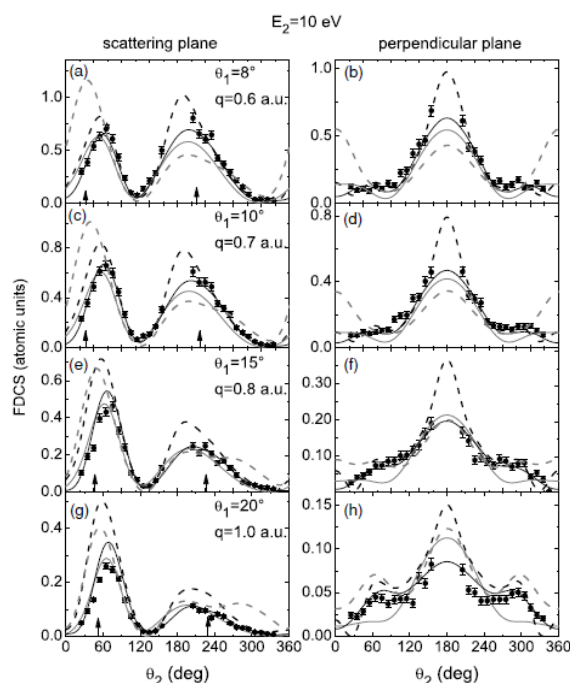 E₂=10 eV
scattering plane
perpendicular plane
(a)
θ₁=8°
q=0.6 a.u.
1.0
0.5
0.0
(b)
1.0
0.5
0.0
(c)
θ₁=10°
q=0.7 a.u.
0.8
0.4
0.0
(d)
0.8
0.4
0.0
(e)
θ₁=15°
q=0.8 a.u.
0.6
0.4
0.2
0.0
(f)
0.30
0.20
0.10
0.00
(g)
θ₁=20°
q=1.0 a.u.
0.4
0.2
0.0
(h)
0.15
0.10
0.05
0.00
FDCS (atomic units)
0 60 120 180 240 300 360
0 60 120 180 240 300 360
θ₂ (deg)
θ₂ (deg)